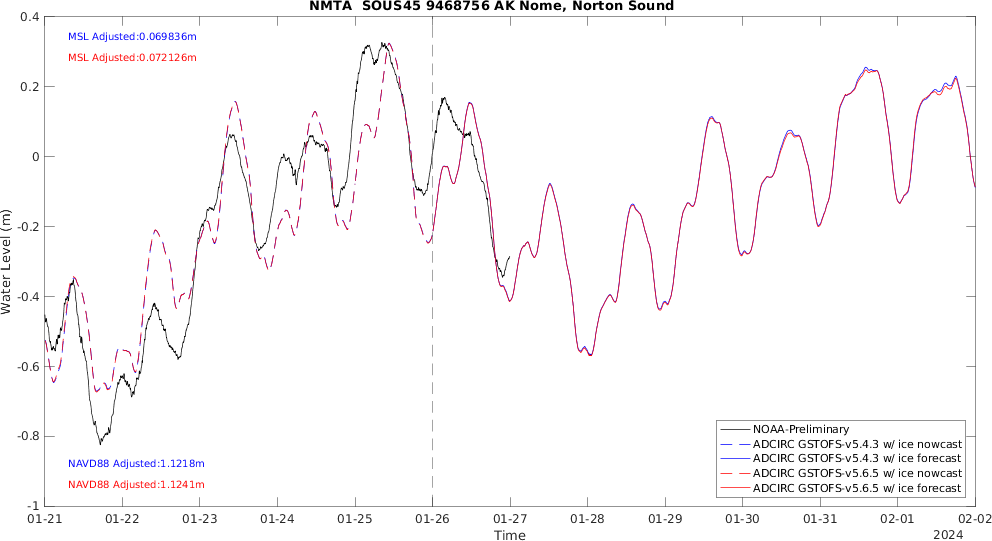 NMTA  SOUS45 9468756 AK Nome, Norton Sound
MSL Adjusted:0.069836m
MSL Adjusted:0.072126m
NAVD88 Adjusted:1.1218m
NAVD88 Adjusted:1.1241m
Water Level (m)
0.4
0.2
0
-0.2
-0.4
-0.6
-0.8
-1
NOAA-Preliminary
ADCIRC GSTOFS-v5.4.3 w/ ice nowcast
ADCIRC GSTOFS-v5.4.3 w/ ice forecast
ADCIRC GSTOFS-v5.6.5 w/ ice nowcast
ADCIRC GSTOFS-v5.6.5 w/ ice forecast
01-21 01-22 01-23 01-24 01-25 01-26 01-27 01-28 01-29 01-30 01-31 02-01 02-02
Time
2024